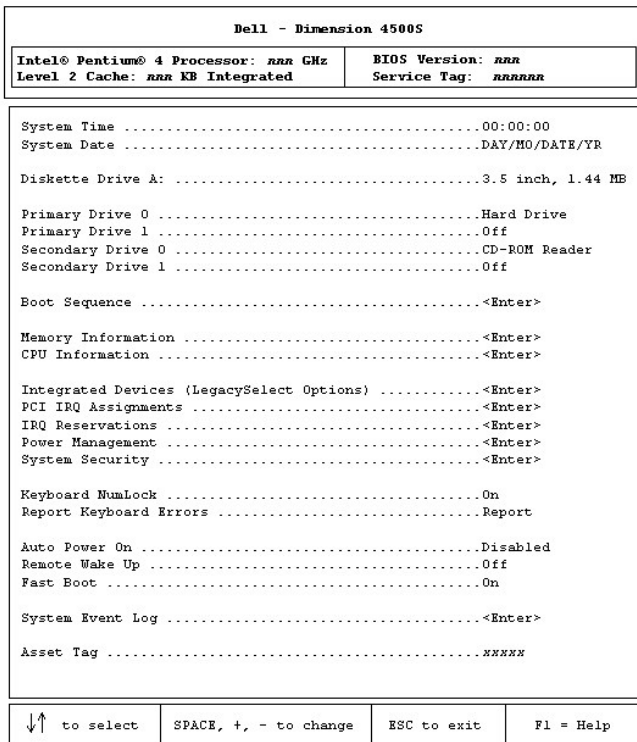 Dell - Dimension 4500S
Intel® Pentium® 4 Processor: nnn GHz
Level 2 Cache: nnn KB Integrated
BIOS Version: nnn
Service Tag: nnnnnn
System Time ..........................................00:00:00
System Date ..........................................DAY/MO/DATE/YR
Diskette Drive A: ....................................3.5 inch, 1.44 MB
Primary Drive 0 ......................................Hard Drive
Primary Drive 1 ......................................Off
Secondary Drive 0 ....................................CD-ROM Reader
Secondary Drive 1 ....................................Off
Boot Sequence ........................................<Enter>
Memory Information ...................................<Enter>
CPU Information ......................................<Enter>
Integrated Devices (LegacySelect Options) ............<Enter>
PCI IRQ Assignments ..................................<Enter>
IRQ Reservations .....................................<Enter>
Power Management .....................................<Enter>
System Security ......................................<Enter>
Keyboard NumLock .....................................On
Report Keyboard Errors ...............................Report
Auto Power On ........................................Disabled
Remote Wake Up .......................................Off
Fast Boot ............................................On
System Event Log .....................................<Enter>
Asset Tag ............................................xxxxx
↓↑ to select
SPACE, +, - to change
ESC to exit
F1 = Help